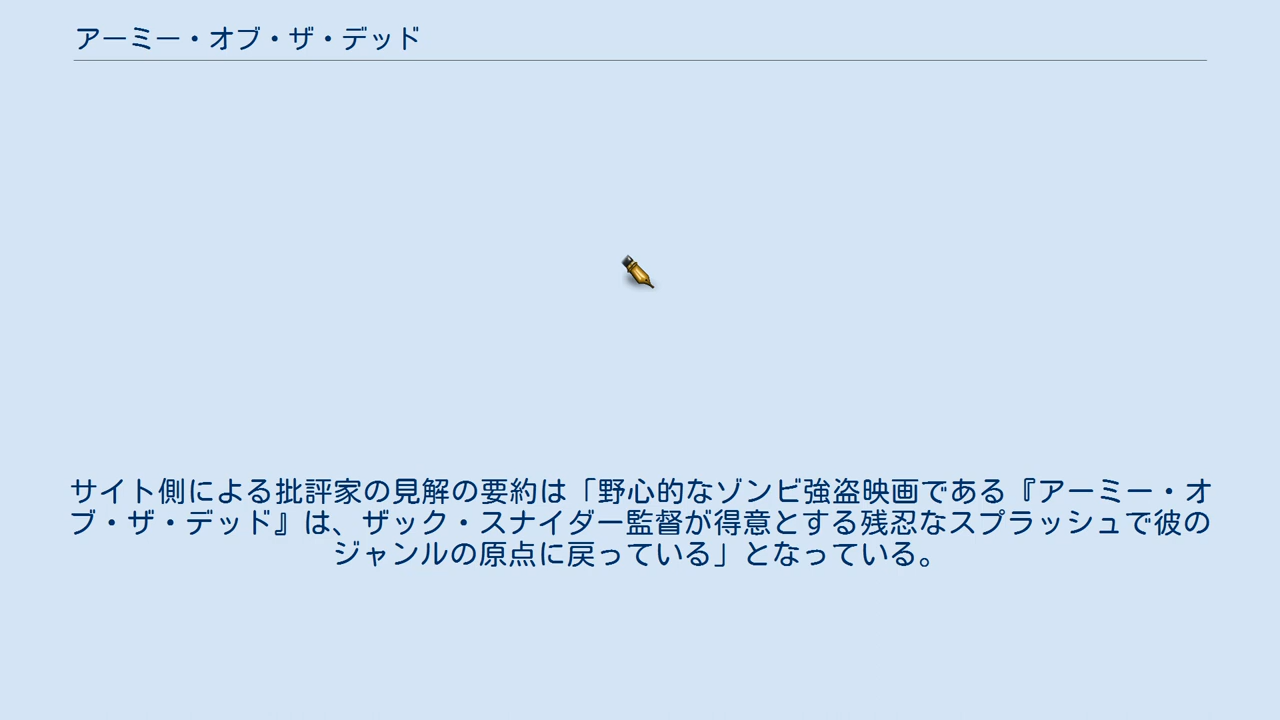 アーミー・オブ・ザ・デッド
サイト側による批評家の見解の要約は「野心的なゾンビ強盗映画である『アーミー・オ
ブ・ザ・デッド』は、ザック・スナイダー監督が得意とする残忍なスプラッシュで彼の
ジャンルの原点に戻っている」となっている。